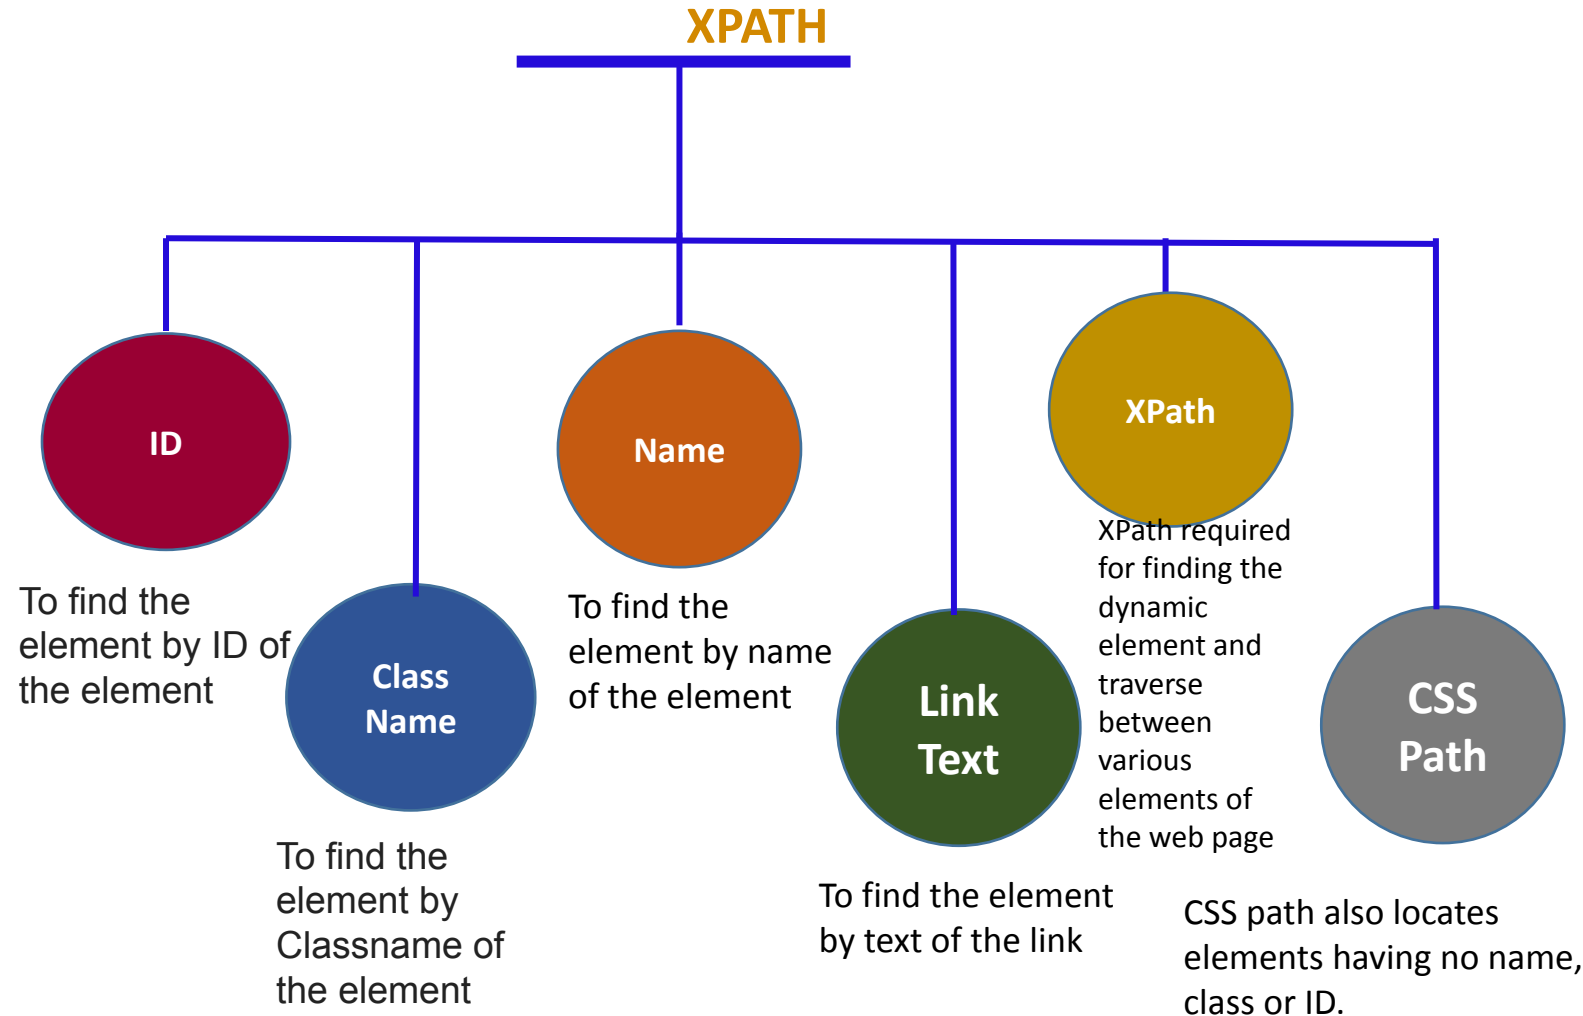 XPATH
ID
To find the
element by ID of
the element
Class
Name
To find the
element by
Classname of
the element
Name
To find the
element by name
of the element
Link
Text
To find the element
by text of the link
XPath
XPath required
for finding the
dynamic
element and
traverse
between
various
elements of
the web page
CSS
Path
CSS path also locates
elements having no name,
class or ID.